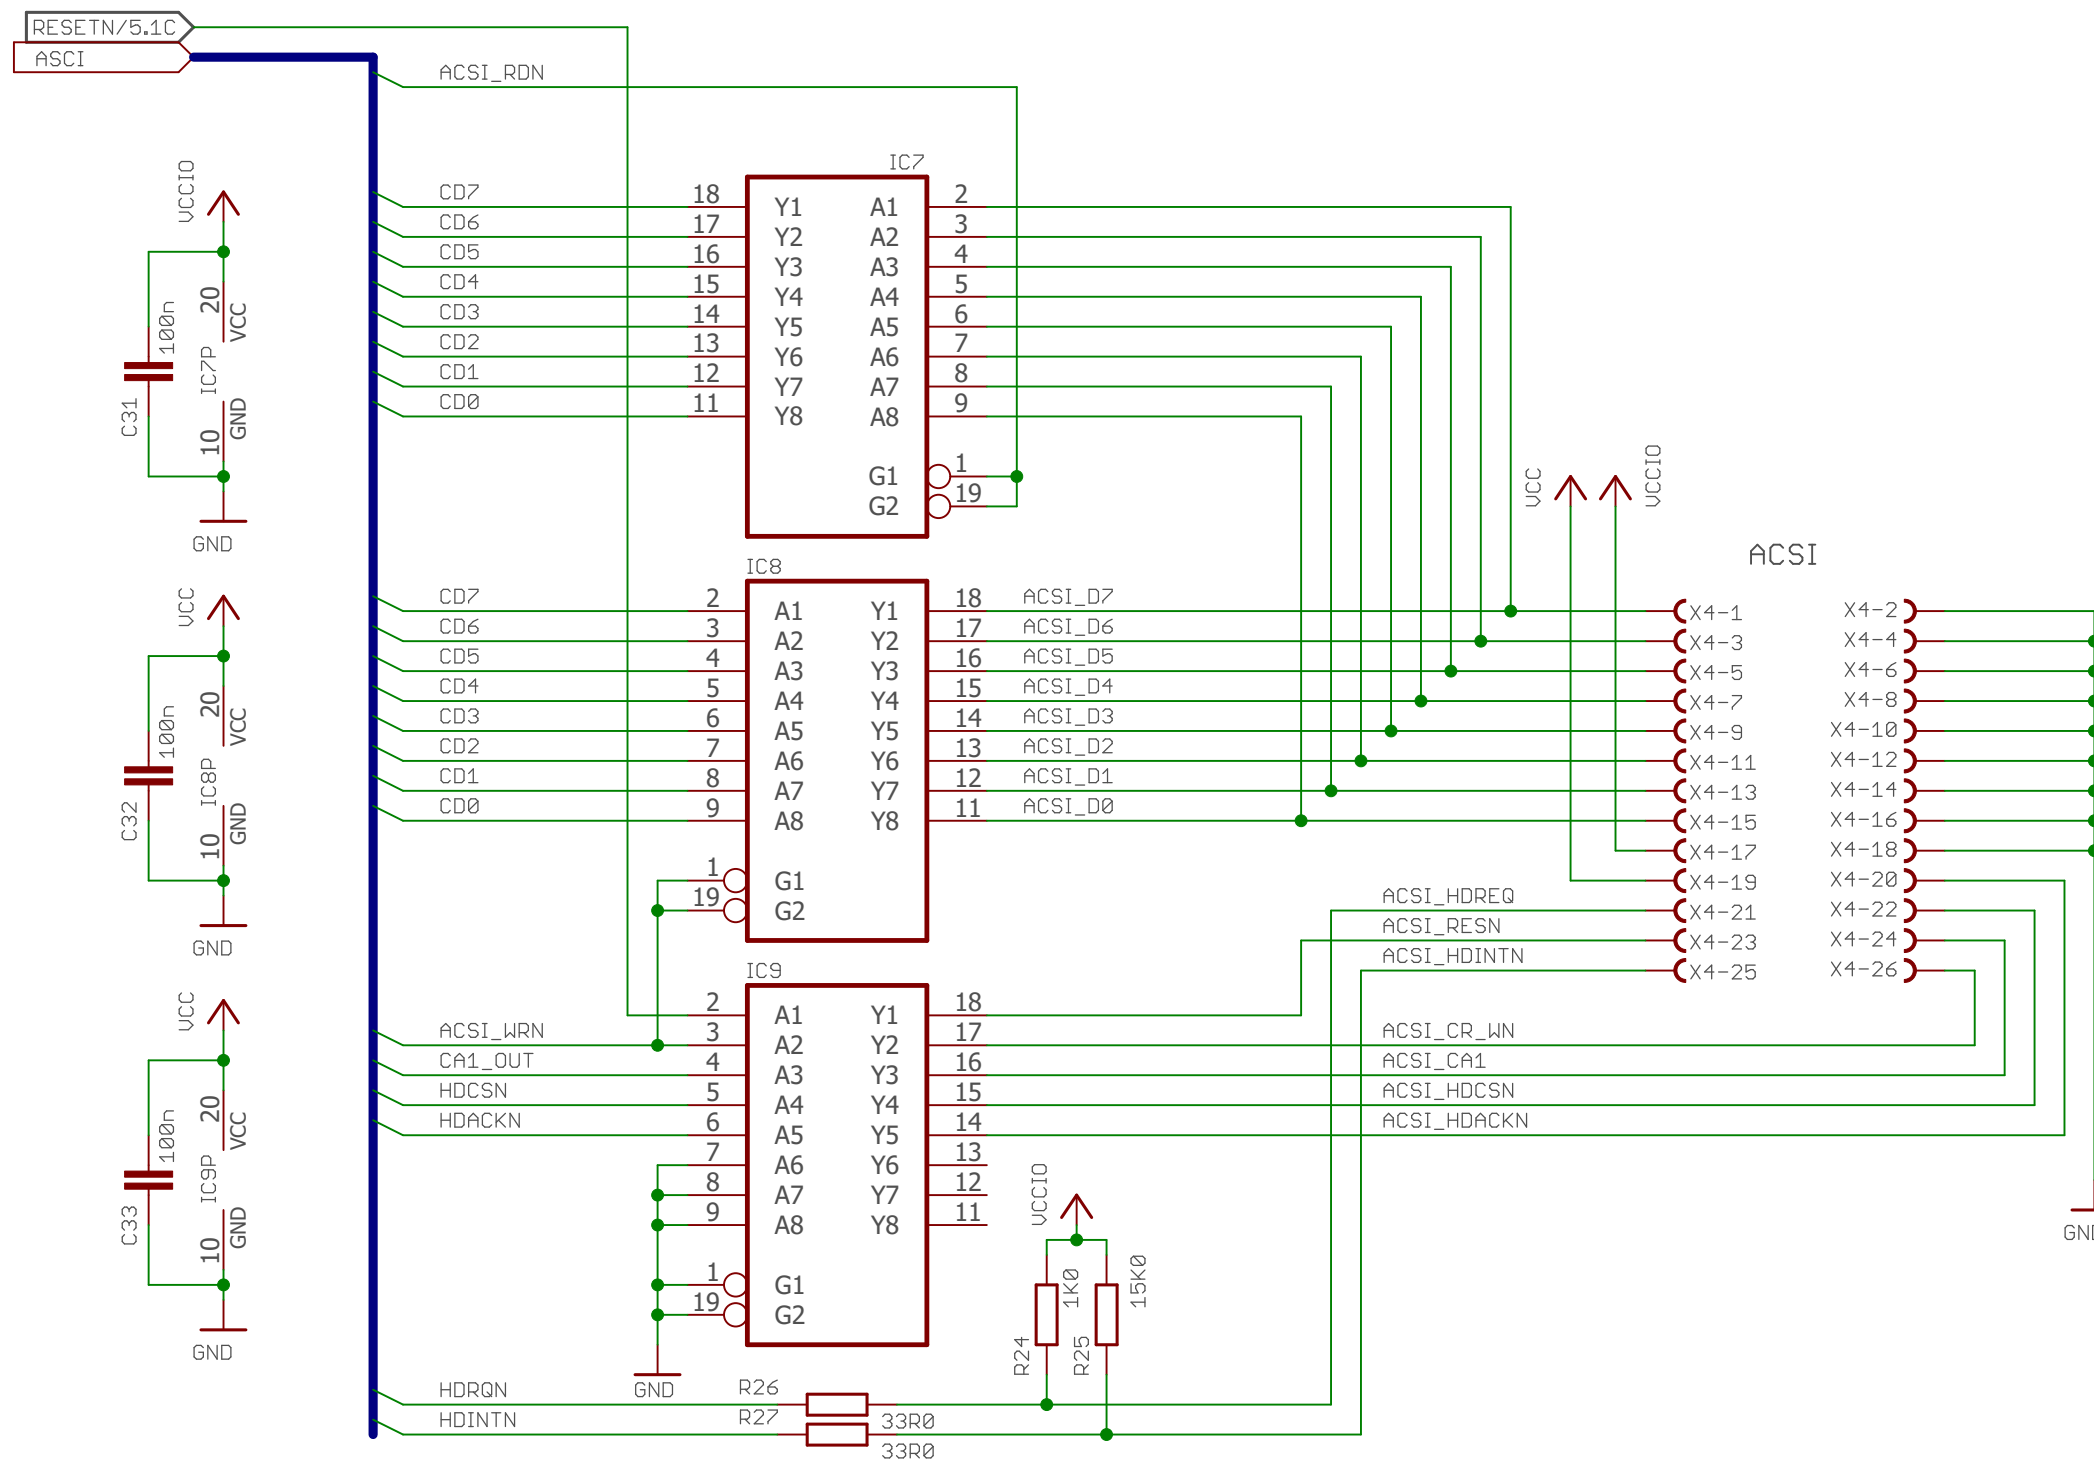 RESETN/5.1C
ASCI
ACSI_RDN
IC7
CD7 18 Y1 A1 2
CD6 17 Y2 A2 3
CD5 16 Y3 A3 4
CD4 15 Y4 A4 5
CD3 14 Y5 A5 6
CD2 13 Y6 A6 7
CD1 12 Y7 A7 8
CD0 11 Y8 A8 9
G1 1
G2 19
VCCIO
100n
C31
20
VCC
IC7P
10
GND
GND
VCC
VCCIO
ACSI
IC8
CD7 2 A1 Y1 18 ACSI_D7
CD6 3 A2 Y2 17 ACSI_D6
CD5 4 A3 Y3 16 ACSI_D5
CD4 5 A4 Y4 15 ACSI_D4
CD3 6 A5 Y5 14 ACSI_D3
CD2 7 A6 Y6 13 ACSI_D2
CD1 8 A7 Y7 12 ACSI_D1
CD0 9 A8 Y8 11 ACSI_D0
1 G1
19 G2
VCC
100n
C32
20
VCC
IC8P
10
GND
GND
X4-1 X4-2
X4-3 X4-4
X4-5 X4-6
X4-7 X4-8
X4-9 X4-10
X4-11 X4-12
X4-13 X4-14
X4-15 X4-16
X4-17 X4-18
X4-19 X4-20
ACSI_HDREQ X4-21 X4-22
ACSI_RESN X4-23 X4-24
ACSI_HDINTN X4-25 X4-26
IC9
2 A1 Y1 18
ACSI_WRN 3 A2 Y2 17 ACSI_CR_WN
CA1_OUT 4 A3 Y3 16 ACSI_CA1
HDCSN 5 A4 Y4 15 ACSI_HDCSN
HDACKN 6 A5 Y5 14 ACSI_HDACKN
7 A6 Y6 13
8 A7 Y7 12
9 A8 Y8 11
1 G1
19 G2
GND
VCC
100n
C33
20
VCC
IC9P
10
GND
GND
VCCIO
1K0
15K0
R24
R25
HDRQN R26 33R0
HDINTN R27 33R0